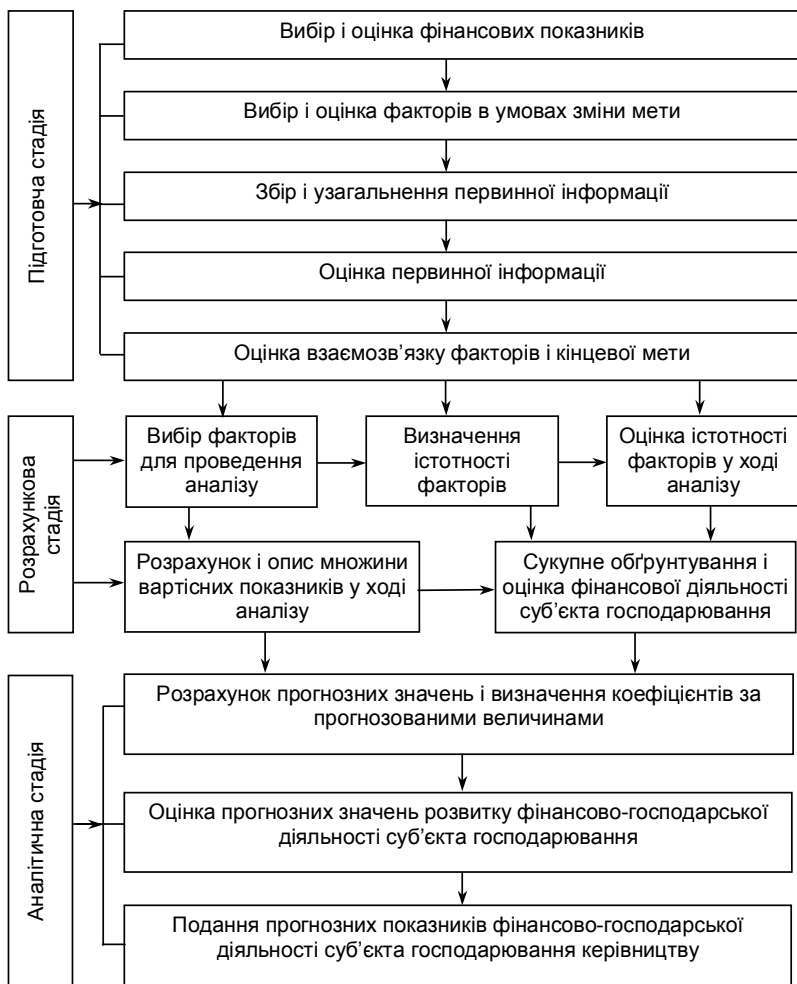 Підготовча стадія
Вибір і оцінка фінансових показників
Вибір і оцінка факторів в умовах зміни мети
Збір і узагальнення первинної інформації
Оцінка первинної інформації
Оцінка взаємозв’язку факторів і кінцевої мети
Розрахункова
стадія
Вибір факторів
для проведення
аналізу
Визначення
істотності
факторів
Оцінка істотності
факторів у ході
аналізу
Розрахунок і опис множини
вартісних показників у ході
аналізу
Сукупне обґрунтування і
оцінка фінансової діяльності
суб’єкта господарювання
Аналітична стадія
Розрахунок прогнозних значень і визначення коефіцієнтів за
прогнозованими величинами
Оцінка прогнозних значень розвитку фінансово-господарської
діяльності суб’єкта господарювання
Подання прогнозних показників фінансово-господарської
діяльності суб’єкта господарювання керівництву